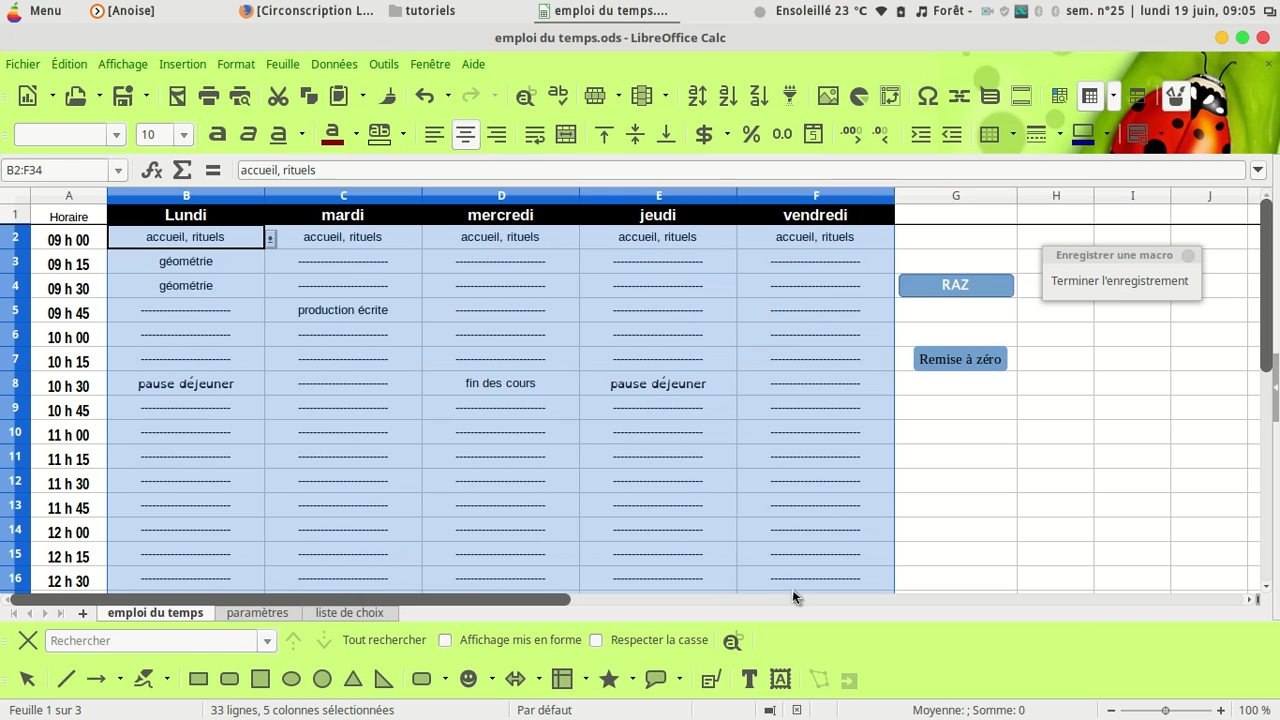 Menu [Anoise] [Circonscription L... tutoriels emploi du temps.... Ensoleillé 23 °C Forêt - sem. n°25 | lundi 19 juin, 09:05
emploi du temps.ods - LibreOffice Calc
Fichier Édition Affichage Insertion Format Feuille Données Outils Fenêtre Aide
10
B2:F34 accueil, rituels
A B C D E F G H I J
1 Horaire Lundi mardi mercredi jeudi vendredi
2 09 h 00 accueil, rituels accueil, rituels accueil, rituels accueil, rituels accueil, rituels
3 09 h 15 géométrie ---------------------- ---------------------- ---------------------- ----------------------
Enregistrer une macro
4 09 h 30 géométrie ---------------------- ---------------------- ---------------------- ---------------------- RAZ
Terminer l'enregistrement
5 09 h 45 ---------------------- production écrite ---------------------- ---------------------- ----------------------
6 10 h 00 ---------------------- ---------------------- ---------------------- ---------------------- ----------------------
7 10 h 15 ---------------------- ---------------------- ---------------------- ---------------------- ---------------------- Remise à zéro
8 10 h 30 pause déjeuner ---------------------- fin des cours pause déjeuner ----------------------
9 10 h 45 ---------------------- ---------------------- ---------------------- ---------------------- ----------------------
10 11 h 00 ---------------------- ---------------------- ---------------------- ---------------------- ----------------------
11 11 h 15 ---------------------- ---------------------- ---------------------- ---------------------- ----------------------
12 11 h 30 ---------------------- ---------------------- ---------------------- ---------------------- ----------------------
13 11 h 45 ---------------------- ---------------------- ---------------------- ---------------------- ----------------------
14 12 h 00 ---------------------- ---------------------- ---------------------- ---------------------- ----------------------
15 12 h 15 ---------------------- ---------------------- ---------------------- ---------------------- ----------------------
16 12 h 30 ---------------------- ---------------------- ---------------------- ---------------------- ----------------------
emploi du temps paramètres liste de choix
Rechercher Tout rechercher Affichage mis en forme Respecter la casse
Feuille 1 sur 3 33 lignes, 5 colonnes sélectionnées Par défaut Moyenne: ; Somme: 0 100 %